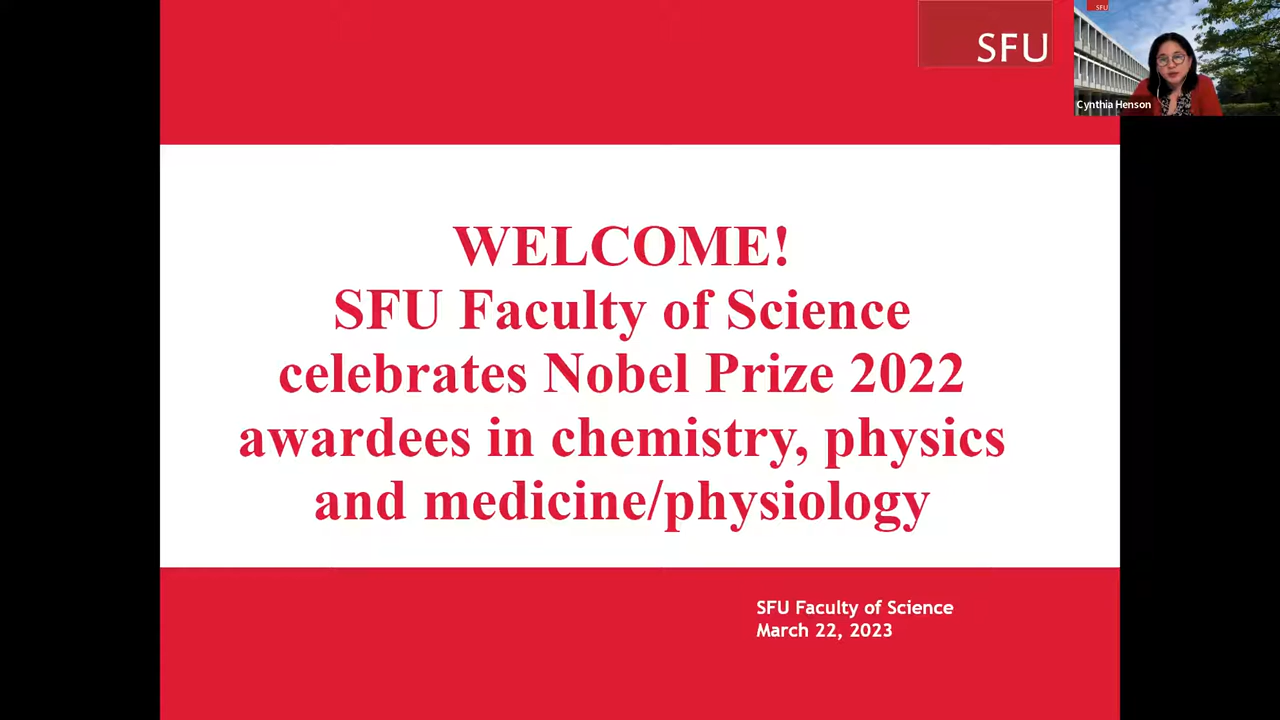 SFU
SFU
Cynthia Henson
WELCOME!
SFU Faculty of Science
celebrates Nobel Prize 2022
awardees in chemistry, physics
and medicine/physiology
SFU Faculty of Science
March 22, 2023